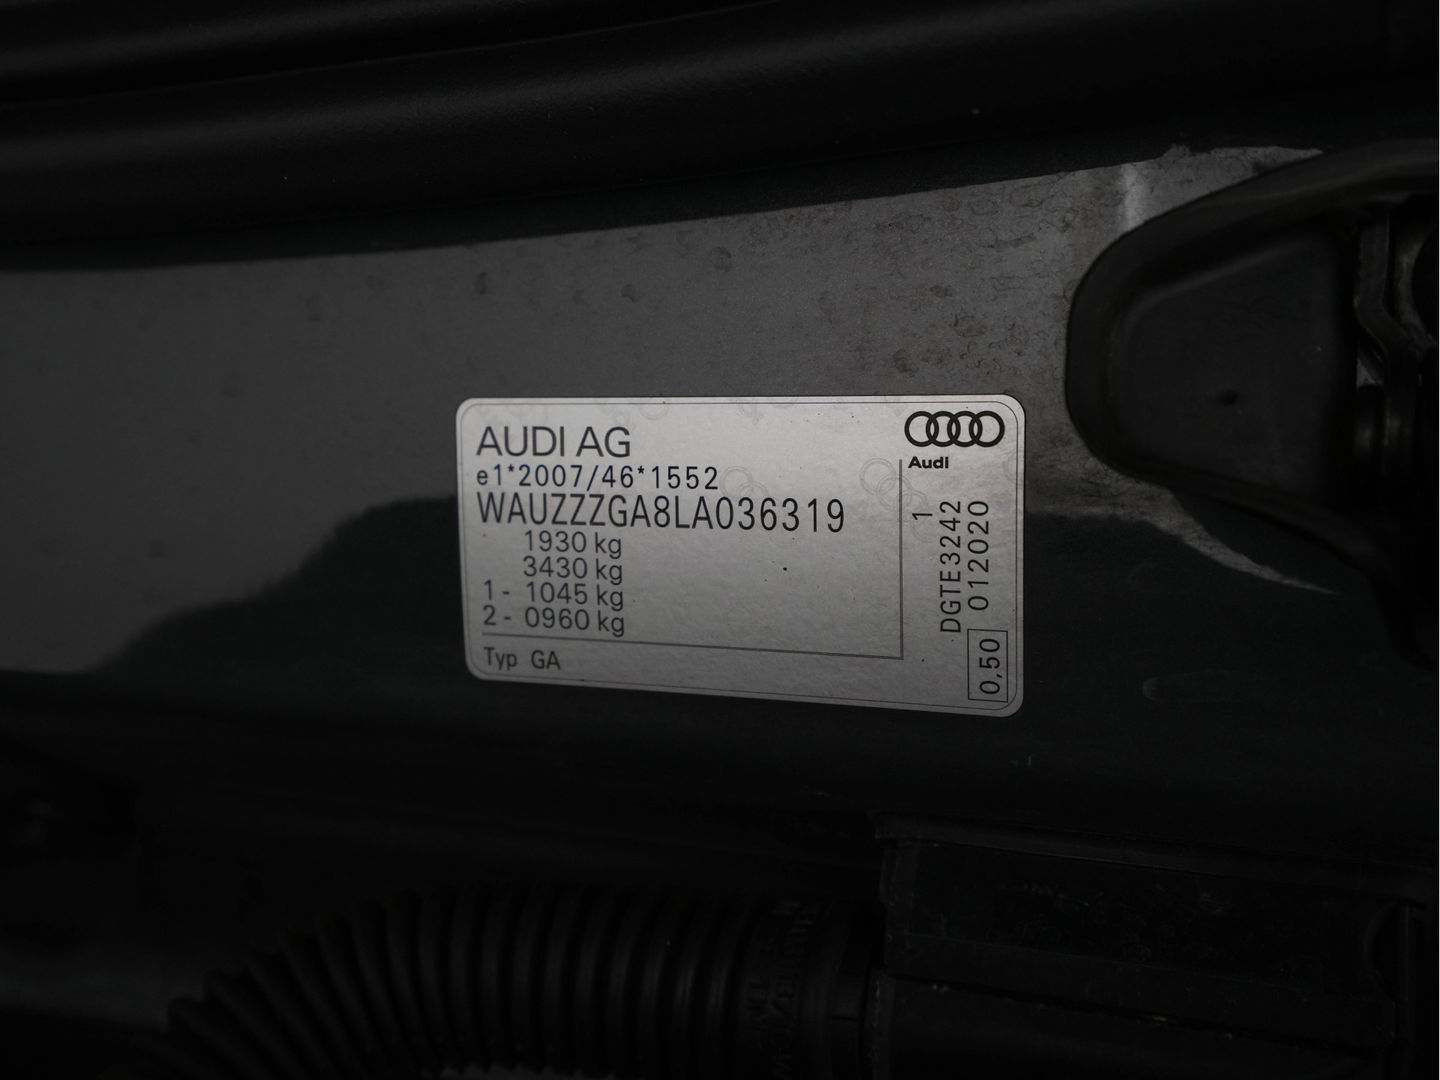 AUDI AG
e1*2007/46*1552
WAUZZZGA8LA036319
1930 kg
3430 kg
1 - 1045 kg
2 - 0960 kg
Typ GA
Audi
1
DGTE3242
012020
0,50